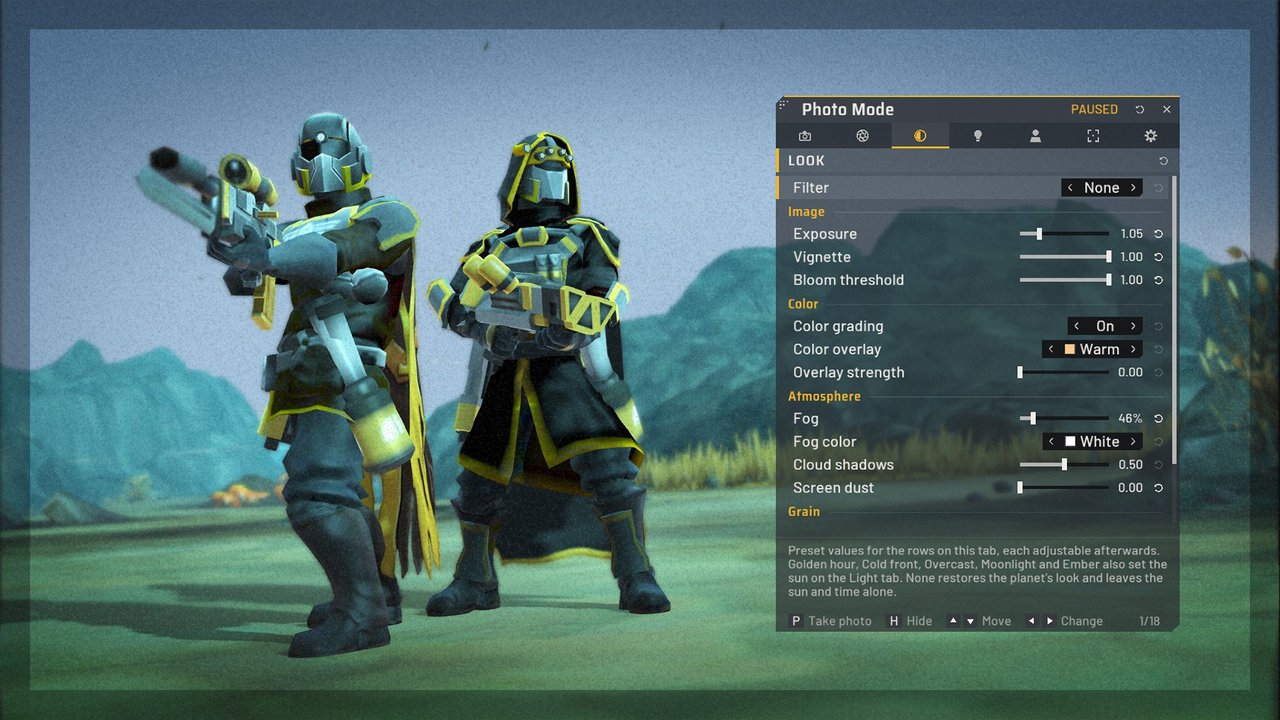 Photo Mode PAUSED
LOOK
Filter None
Image
Exposure 1.05
Vignette 1.00
Bloom threshold 1.00
Color
Color grading On
Color overlay Warm
Overlay strength 0.00
Atmosphere
Fog 46%
Fog color White
Cloud shadows 0.50
Screen dust 0.00
Grain
Preset values for the rows on this tab, each adjustable afterwards.
Golden hour, Cold front, Overcast, Moonlight and Ember also set the
sun on the Light tab. None restores the planet's look and leaves the
sun and time alone.
P Take photo H Hide Move Change 1/18